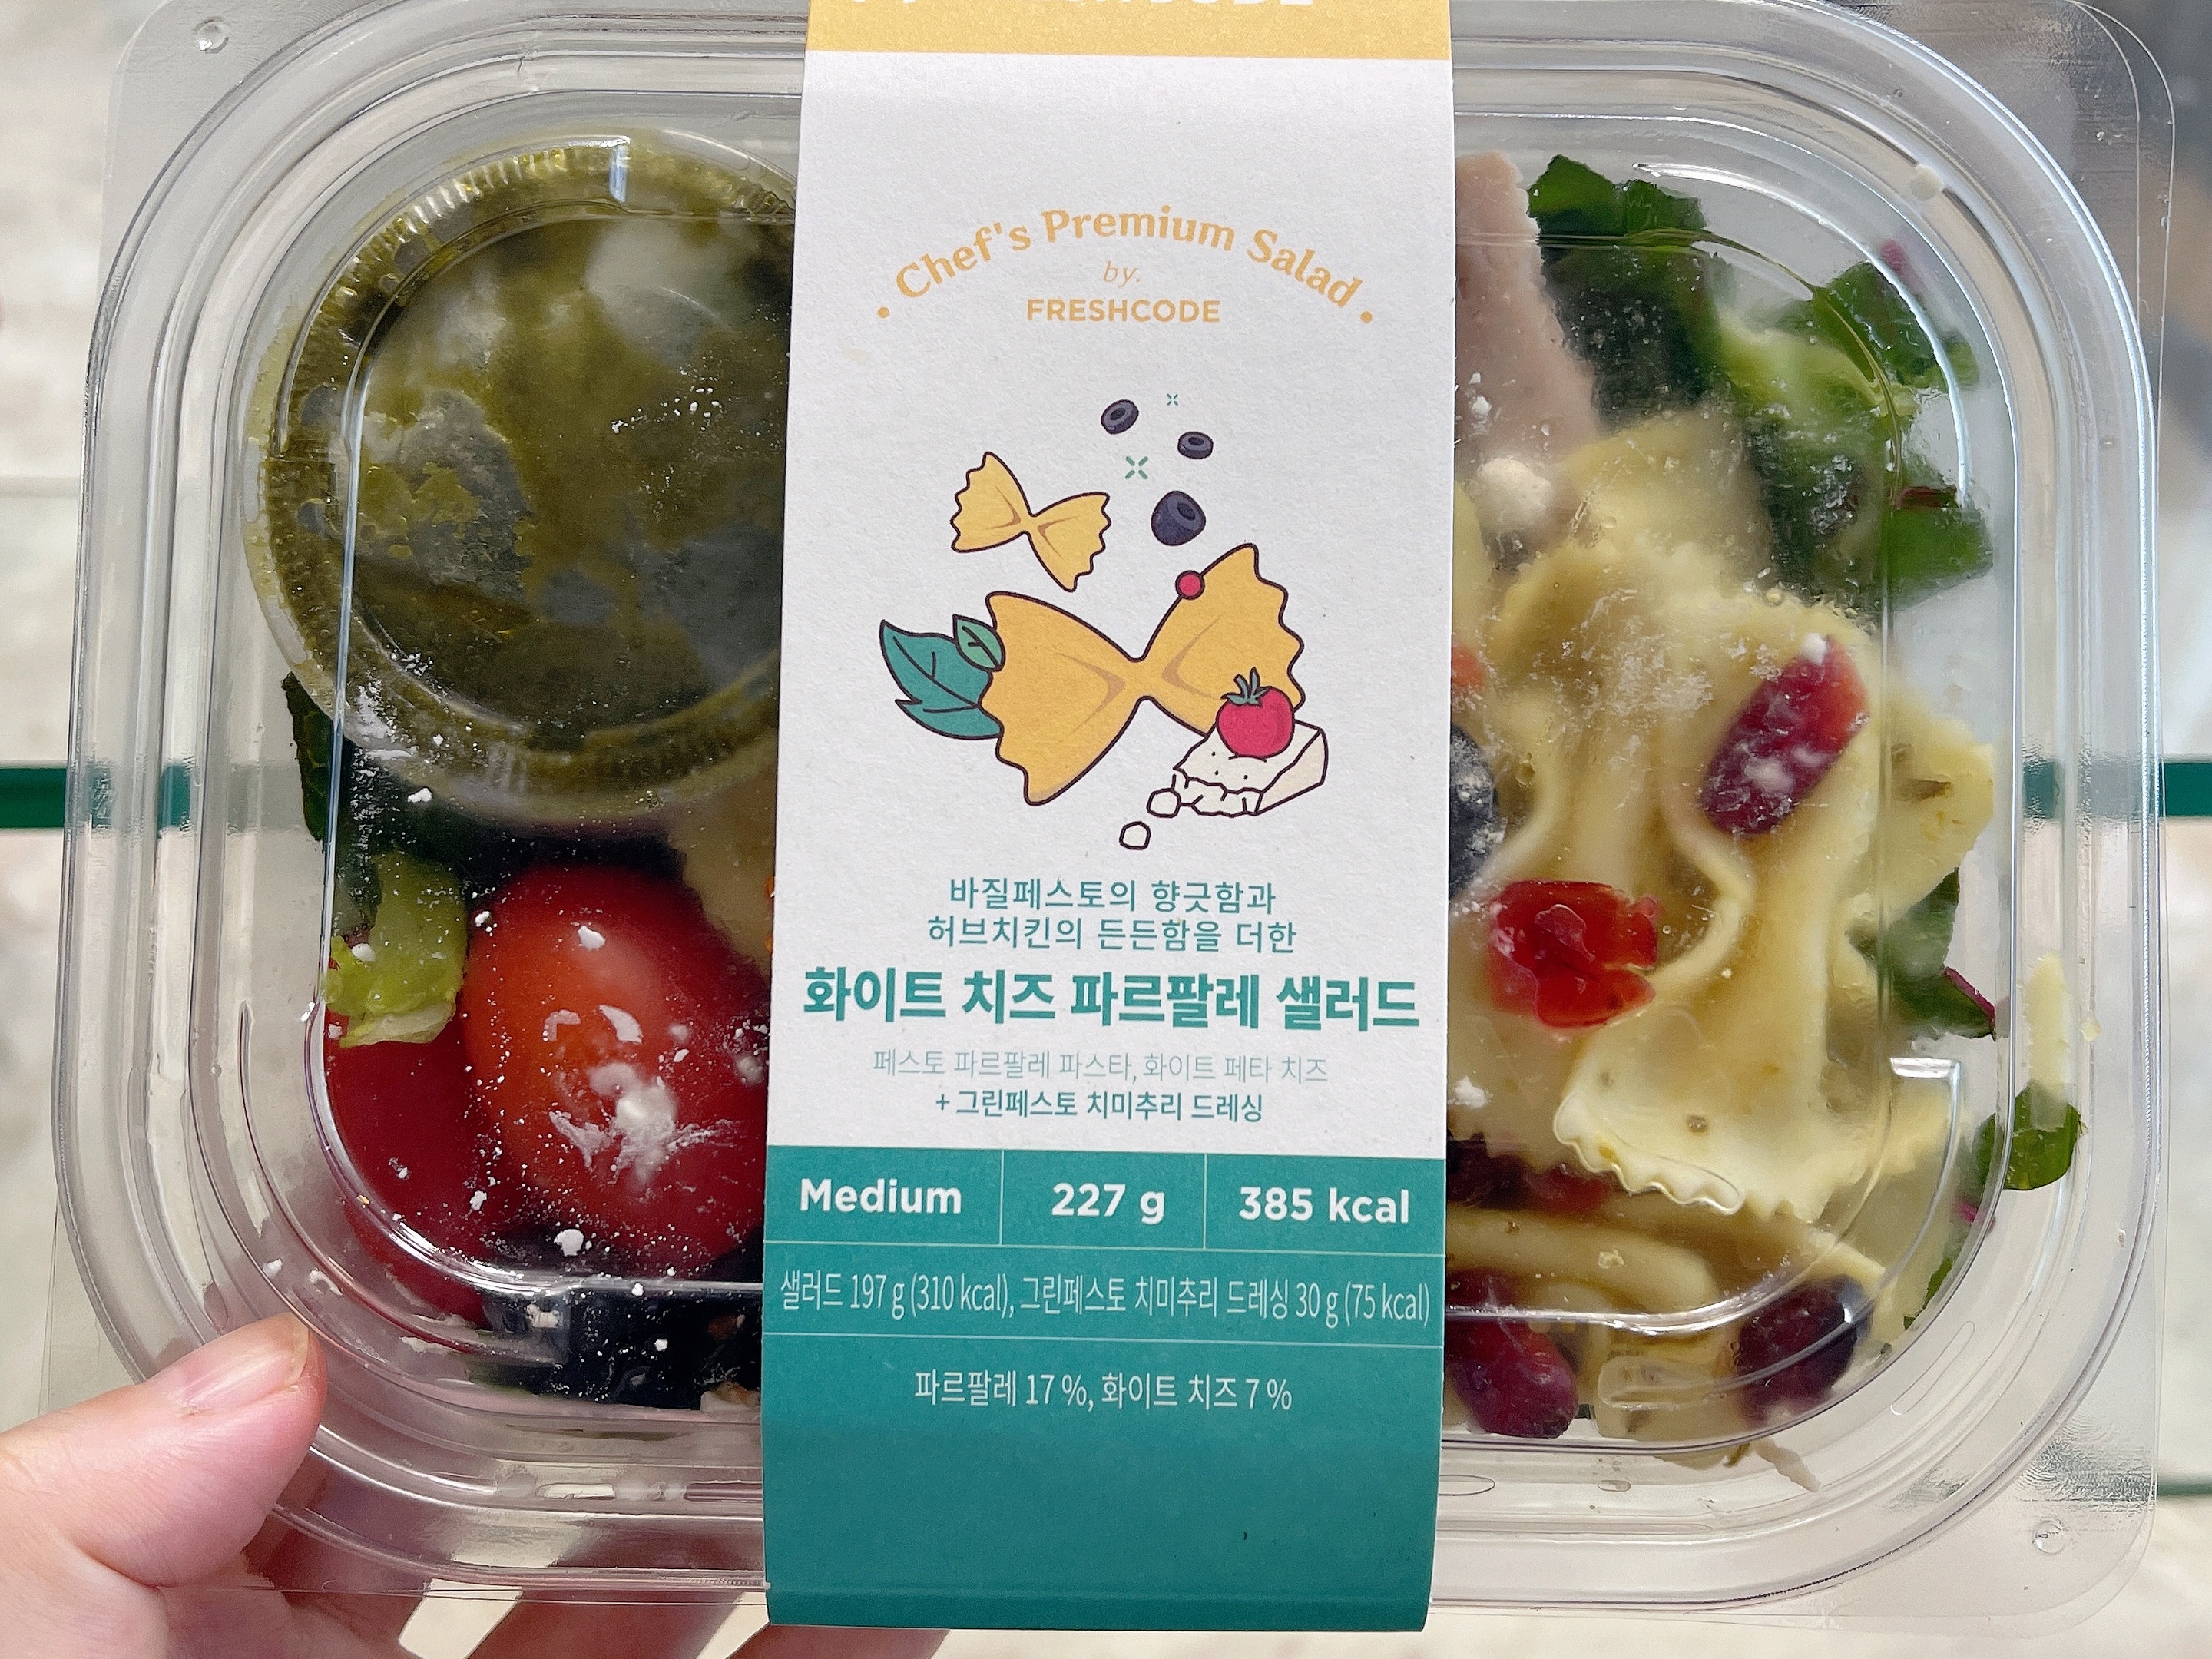 Chef's Premium Salad
by.
FRESHCODE
바질페스토의 향긋함과
허브치킨의 든든함을 더한
화이트 치즈 파르팔레 샐러드
페스토 파르팔레 파스타, 화이트 페타 치즈
+ 그린페스토 치미추리 드레싱
Medium 227 g 385 kcal
샐러드 197 g (310 kcal), 그린페스토 치미추리 드레싱 30 g (75 kcal)
파르팔레 17 %, 화이트 치즈 7 %